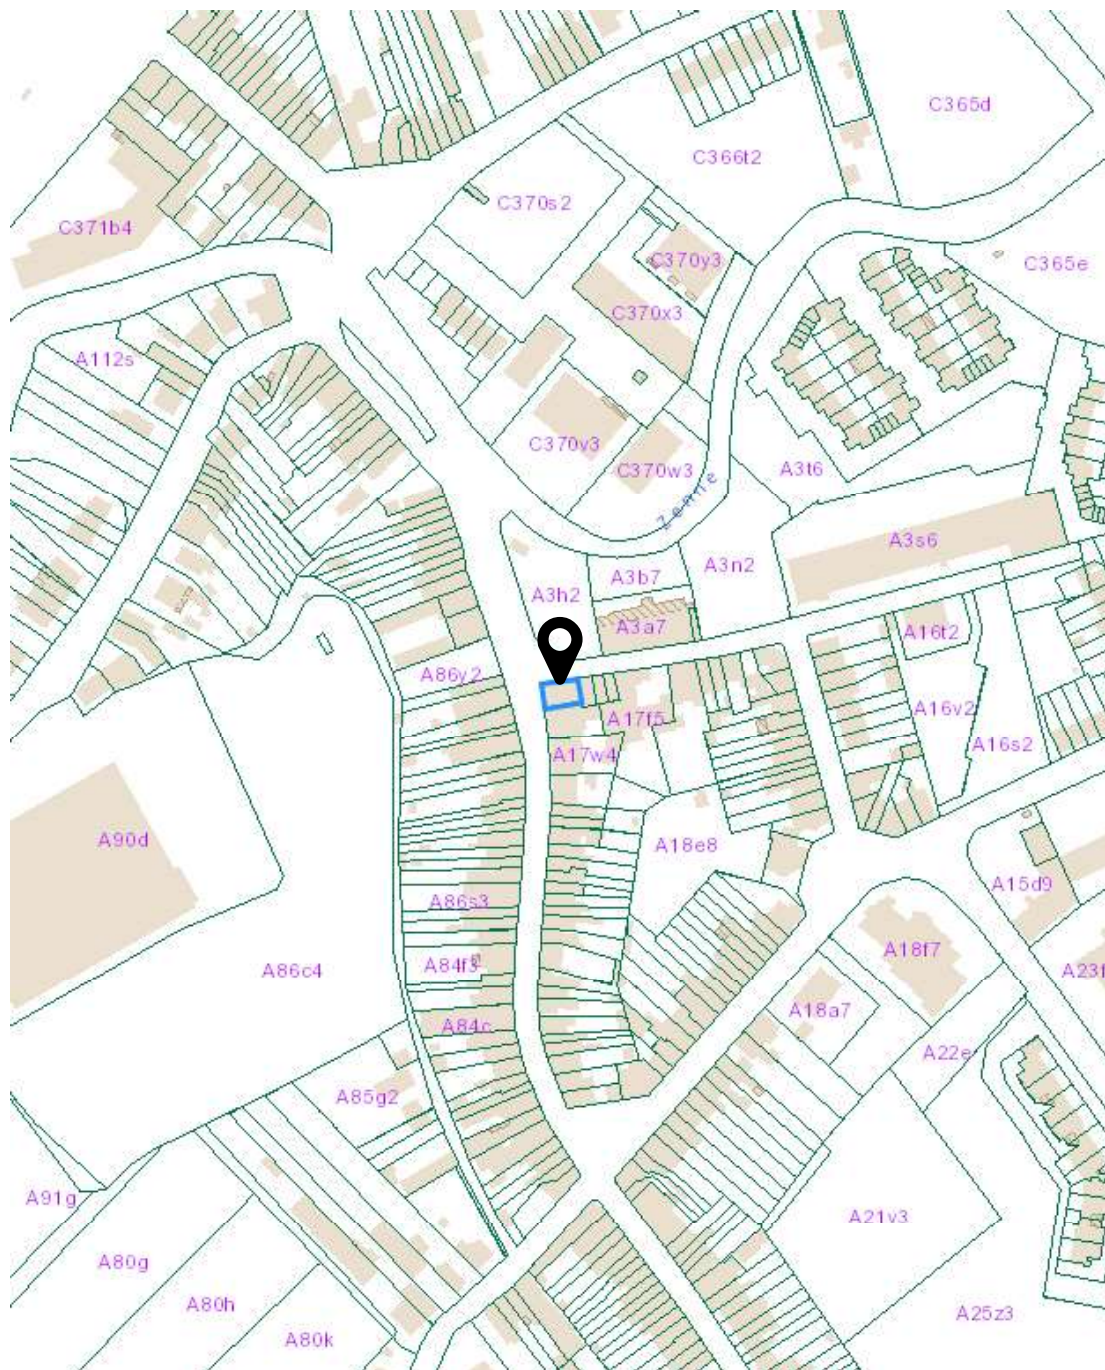 C365d
C366t2
C370s2
C371b4
C370y3
C365e
C370x3
A112s
C370v3
C370w3
A3t6
Zenne
A3s6
A3n2
A3b7
A3h2
A3a7
A16t2
A86y2
A16v2
A17f5
A16s2
A17w4
A90d
A18e8
A15d9
A86s3
A18f7
A84f3
A86c4
A23f
A18a7
A84c
A22e
A85g2
A91g
A21v3
A80g
A80h
A25z3
A80k